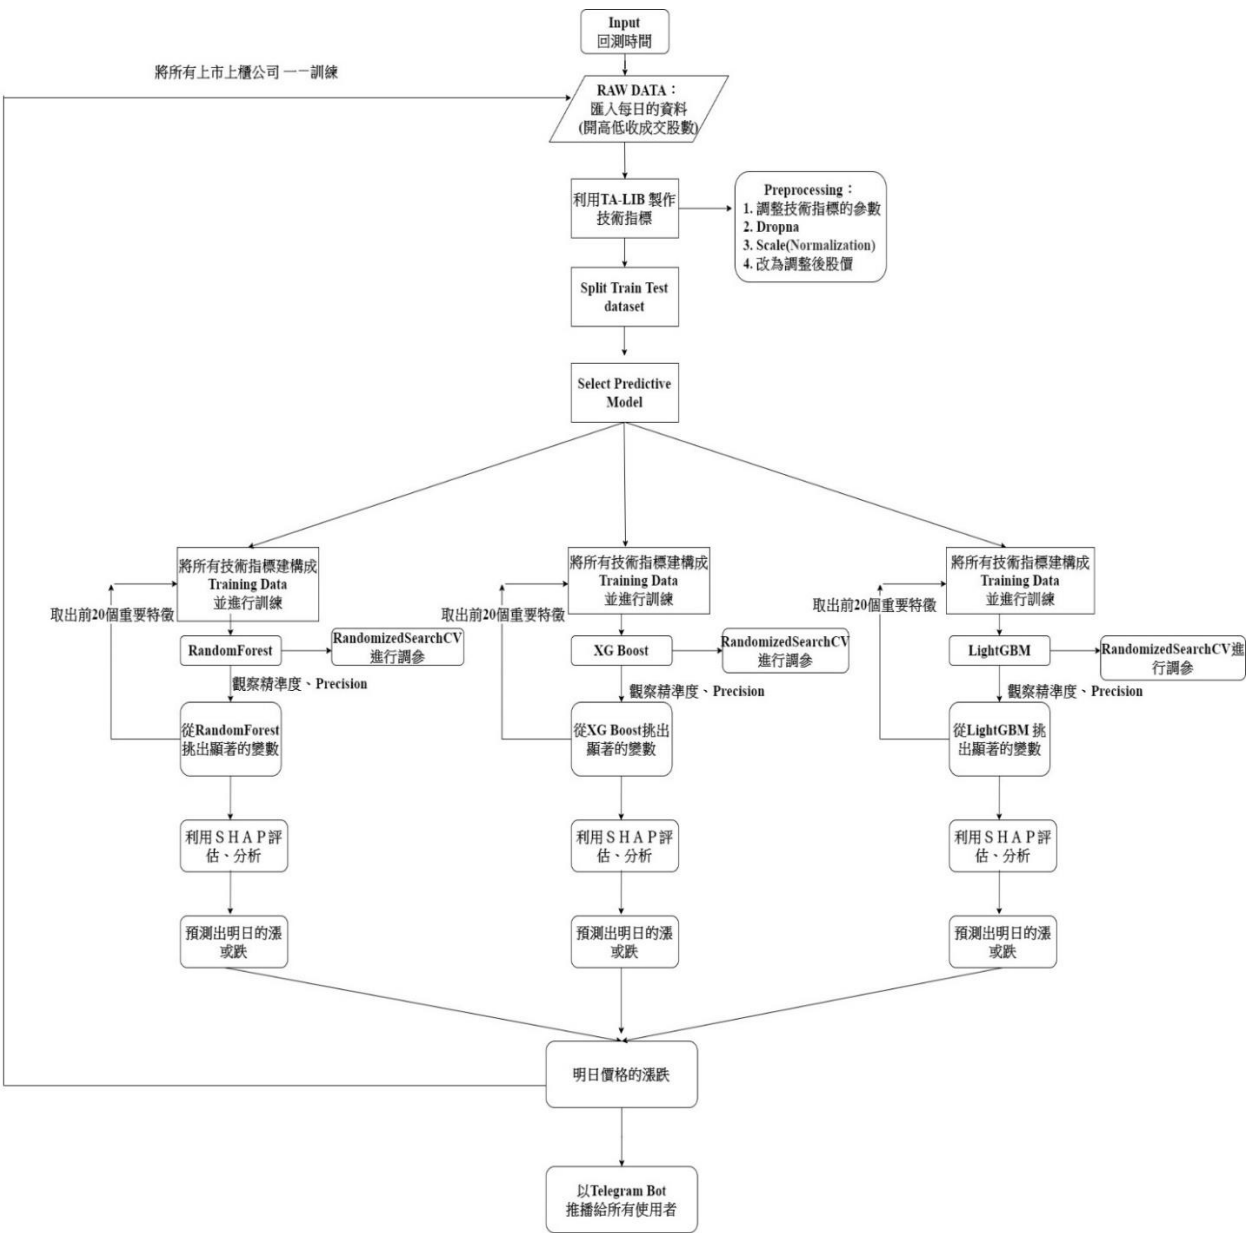 Input
回測時間
將所有上市上櫃公司 一一訓練
RAW DATA：
匯入每日的資料
(開高低收成交股數)
利用TA-LIB 製作
技術指標
Preprocessing：
1. 調整技術指標的參數
2. Dropna
3. Scale(Normalization)
4. 改為調整後股價
Split Train Test
dataset
Select Predictive
Model
將所有技術指標建構成
Training Data
並進行訓練
取出前20個重要特徵
RandomForest
RandomizedSearchCV
進行調參
觀察精準度、Precision
從RandomForest
挑出顯著的變數
利用ＳＨＡＰ評
估、分析
預測出明日的漲
或跌
將所有技術指標建構成
Training Data
並進行訓練
取出前20個重要特徵
XG Boost
RandomizedSearchCV
進行調參
觀察精準度、Precision
從XG Boost挑出
顯著的變數
利用ＳＨＡＰ評
估、分析
預測出明日的漲
或跌
將所有技術指標建構成
Training Data
並進行訓練
取出前20個重要特徵
LightGBM
RandomizedSearchCV進
行調參
觀察精準度、Precision
從LightGBM 挑
出顯著的變數
利用ＳＨＡＰ評
估、分析
預測出明日的漲
或跌
明日價格的漲跌
以Telegram Bot
推播給所有使用者